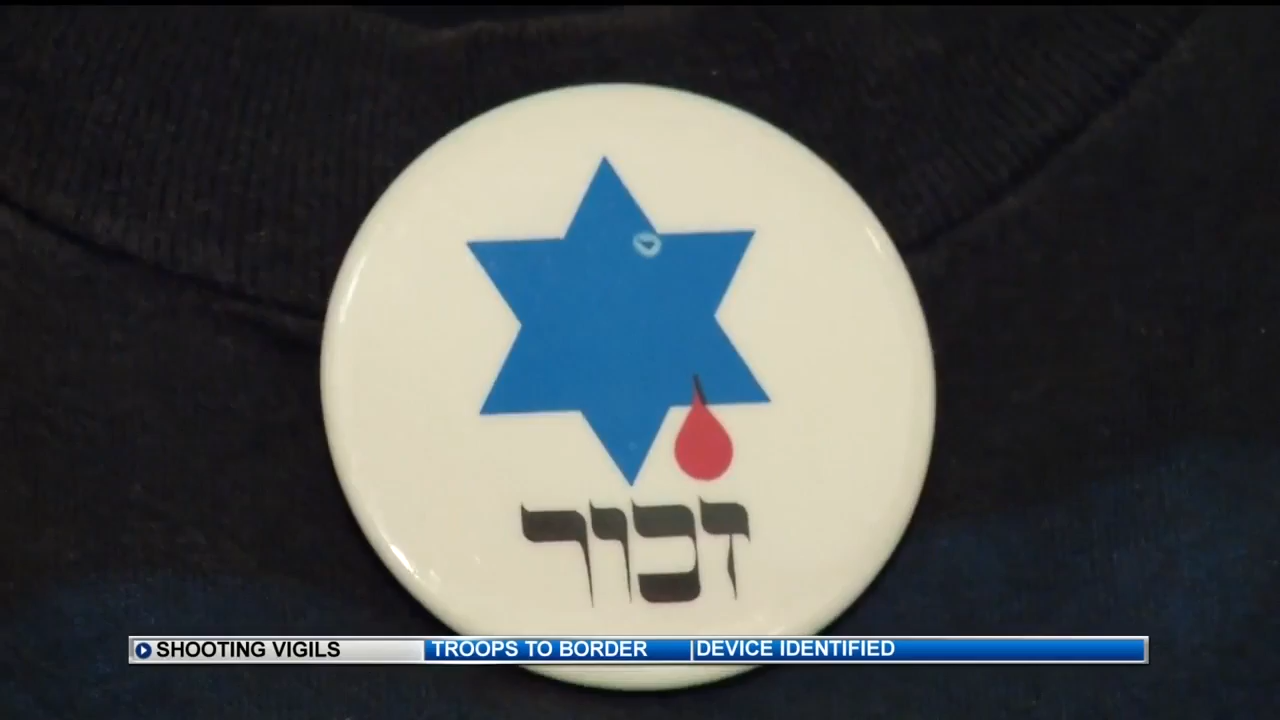 זכור
SHOOTING VIGILS TROOPS TO BORDER |DEVICE IDENTIFIED